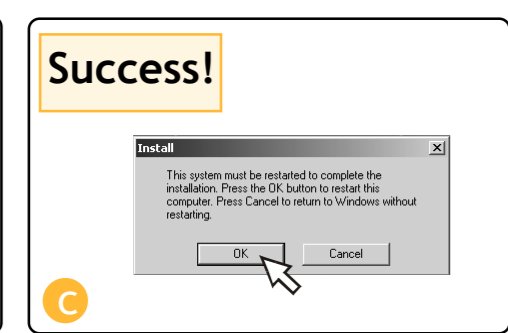 Success!
Install
This system must be restarted to complete the
installation. Press the OK button to restart this
computer. Press Cancel to return to Windows without
restarting.
OK Cancel
C